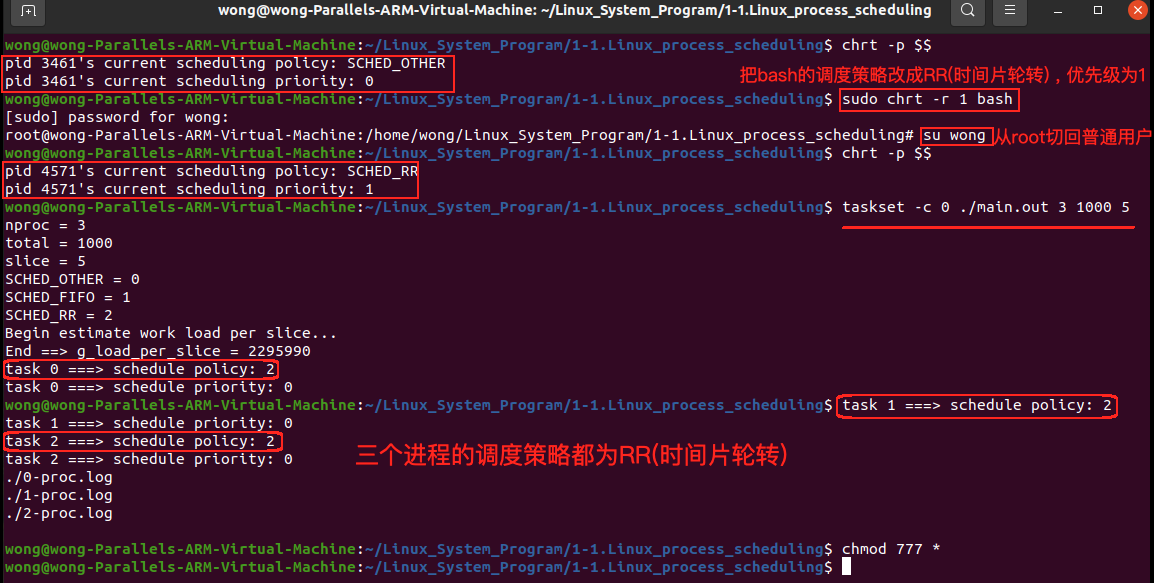 wong@wong-Parallels-ARM-Virtual-Machine: ~/Linux_System_Program/1-1.Linux_process_scheduling
wong@wong-Parallels-ARM-Virtual-Machine:~/Linux_System_Program/1-1.Linux_process_scheduling$ chrt -p $$
pid 3461's current scheduling policy: SCHED_OTHER
pid 3461's current scheduling priority: 0
把bash的调度策略改成RR(时间片轮转)，优先级为1
wong@wong-Parallels-ARM-Virtual-Machine:~/Linux_System_Program/1-1.Linux_process_scheduling$ sudo chrt -r 1 bash
[sudo] password for wong:
root@wong-Parallels-ARM-Virtual-Machine:/home/wong/Linux_System_Program/1-1.Linux_process_scheduling# su wong 从root切回普通用户
wong@wong-Parallels-ARM-Virtual-Machine:~/Linux_System_Program/1-1.Linux_process_scheduling$ chrt -p $$
pid 4571's current scheduling policy: SCHED_RR
pid 4571's current scheduling priority: 1
wong@wong-Parallels-ARM-Virtual-Machine:~/Linux_System_Program/1-1.Linux_process_scheduling$ taskset -c 0 ./main.out 3 1000 5
nproc = 3
total = 1000
slice = 5
SCHED_OTHER = 0
SCHED_FIFO = 1
SCHED_RR = 2
Begin estimate work load per slice...
End ==> g_load_per_slice = 2295990
task 0 ===> schedule policy: 2
task 0 ===> schedule priority: 0
wong@wong-Parallels-ARM-Virtual-Machine:~/Linux_System_Program/1-1.Linux_process_scheduling$ task 1 ===> schedule policy: 2
task 1 ===> schedule priority: 0
task 2 ===> schedule policy: 2
task 2 ===> schedule priority: 0
三个进程的调度策略都为RR(时间片轮转)
./0-proc.log
./1-proc.log
./2-proc.log
wong@wong-Parallels-ARM-Virtual-Machine:~/Linux_System_Program/1-1.Linux_process_scheduling$ chmod 777 *
wong@wong-Parallels-ARM-Virtual-Machine:~/Linux_System_Program/1-1.Linux_process_scheduling$